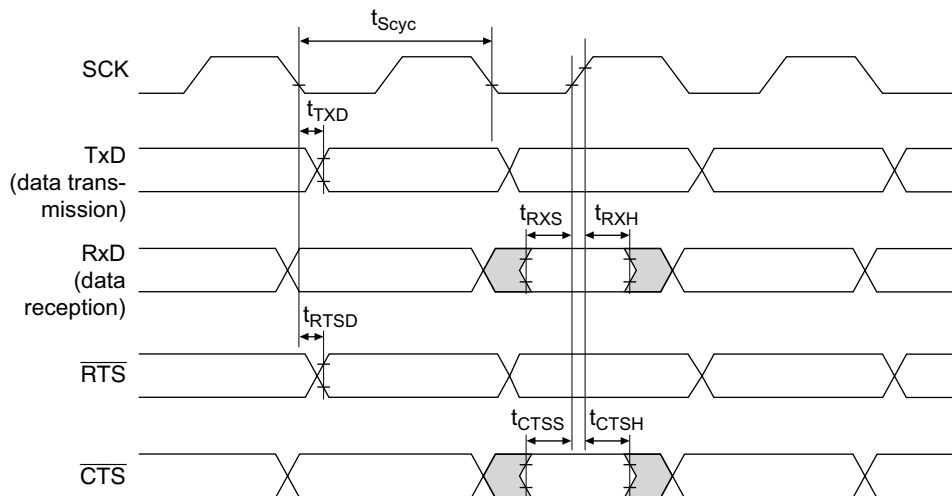 tScyc
SCK
tTXD
TxD
(data trans-
mission)
tRXS
tRXH
RxD
(data
reception)
tRTSD
RTS
tCTSS
tCTSH
CTS